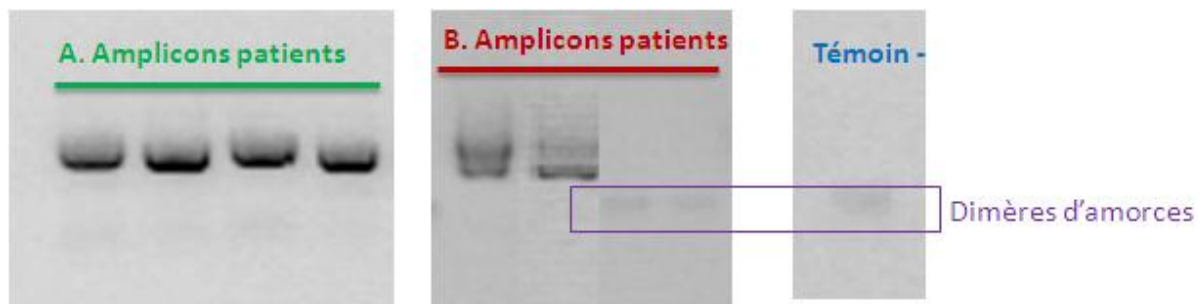 A. Amplicons patients
B. Amplicons patients
Témoin -
Dimères d'amorces